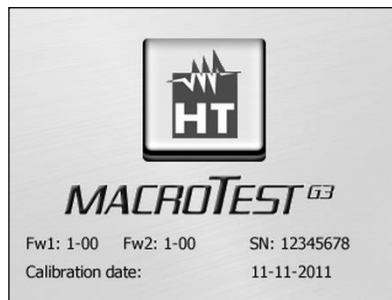 HT
MACROTEST G3
Fw1: 1-00 Fw2: 1-00 SN: 12345678
Calibration date: 11-11-2011